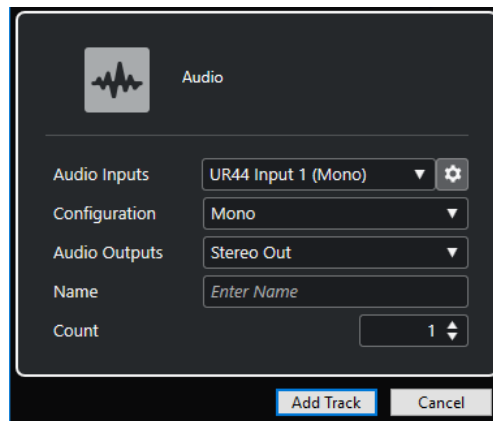 Audio
Audio Inputs UR44 Input 1 (Mono)
Configuration Mono
Audio Outputs Stereo Out
Name Enter Name
Count 1
Add Track Cancel